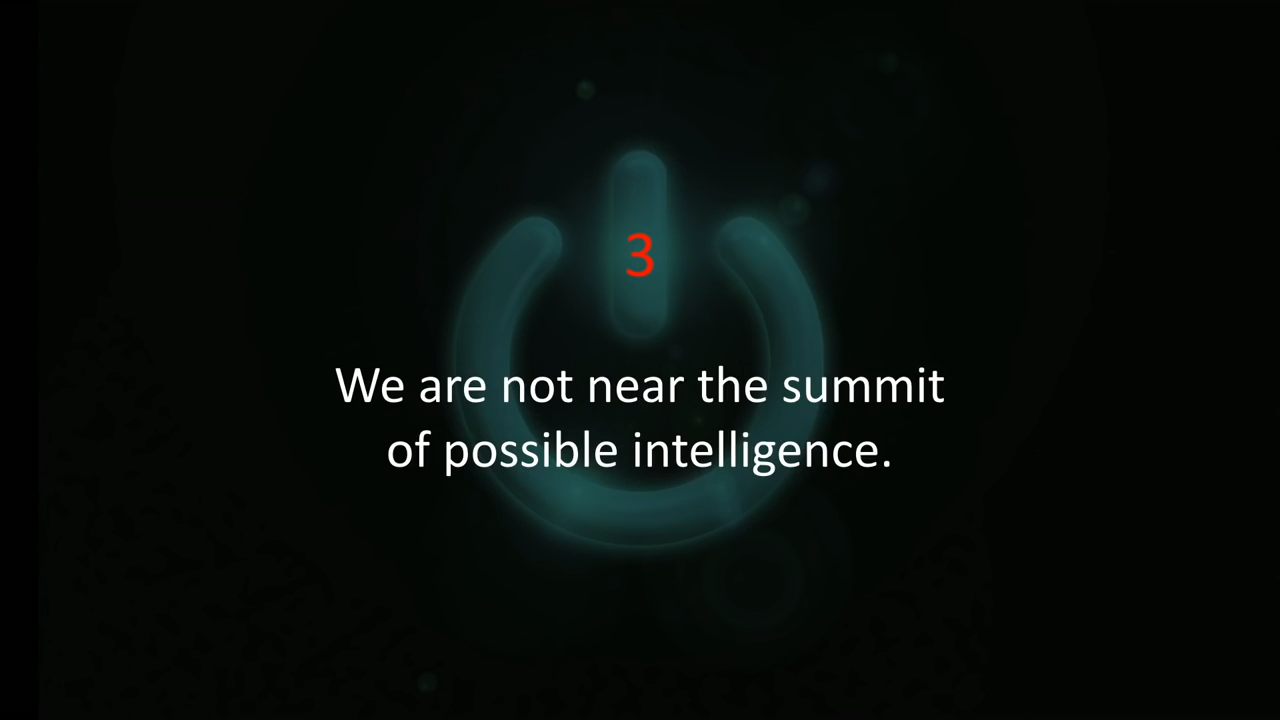 3
We are not near the summit
of possible intelligence.